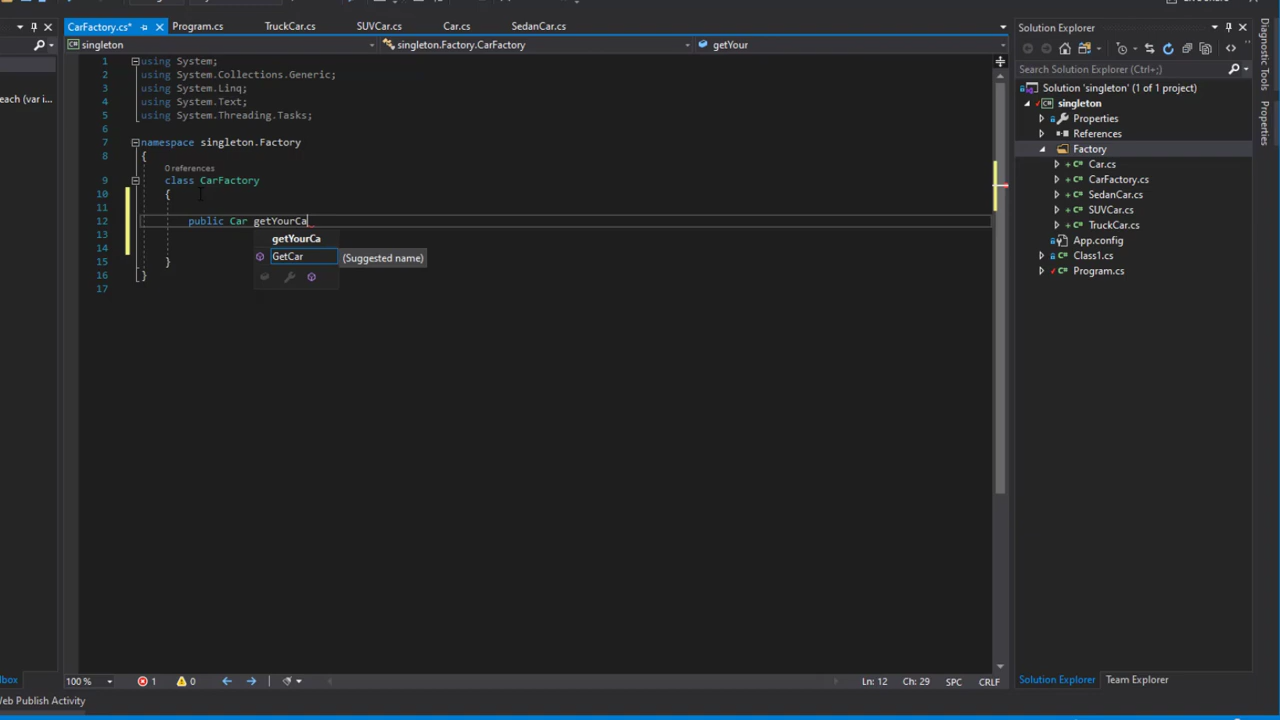 CarFactory.cs*
Program.cs
TruckCar.cs
SUVCar.cs
Car.cs
SedanCar.cs
singleton
singleton.Factory.CarFactory
getYour
each (var i...
1 using System;
2 using System.Collections.Generic;
3 using System.Linq;
4 using System.Text;
5 using System.Threading.Tasks;
6
7 namespace singleton.Factory
8 {
0 references
9 class CarFactory
10 {
11
12 public Car getYourCa
13
14
15 }
16 }
17
getYourCa
GetCar
(Suggested name)
Solution Explorer
Search Solution Explorer (Ctrl+;)
Solution 'singleton' (1 of 1 project)
singleton
Properties
References
Factory
Car.cs
CarFactory.cs
SedanCar.cs
SUVCar.cs
TruckCar.cs
App.config
Class1.cs
Program.cs
Diagnostic Tools
Properties
100 %
1
0
Ln: 12
Ch: 29
SPC
CRLF
Solution Explorer
Team Explorer
lbox
Web Publish Activity